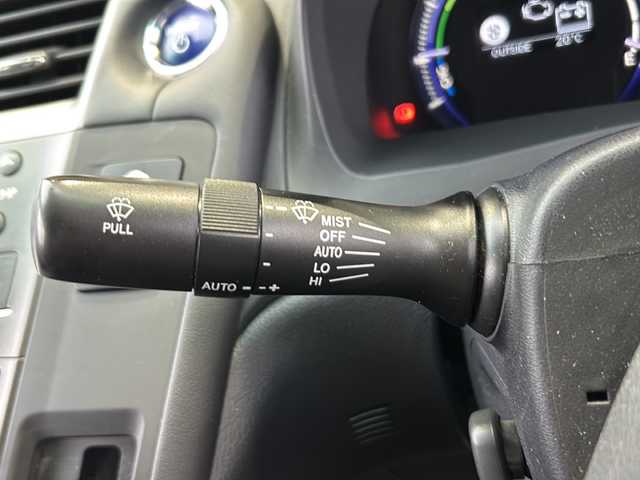 OUTSIDE 20°C
PULL
MIST
OFF
AUTO
LO
HI
AUTO - - +